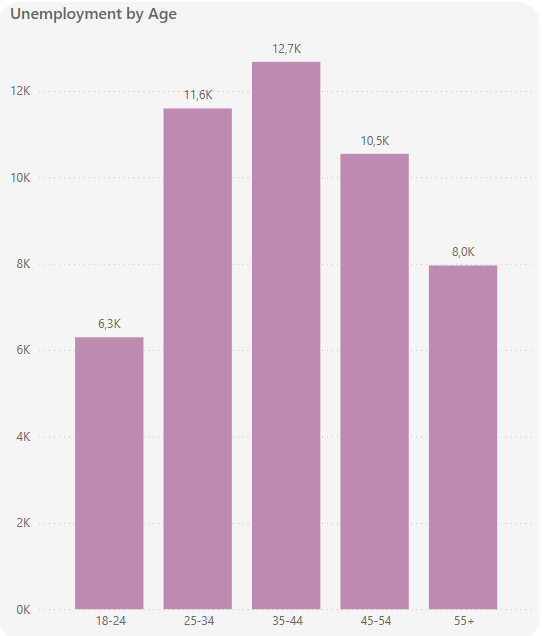 Unemployment by Age
12,7K
12K
11,6K
10,5K
10K
8,0K
8K
6,3K
6K
4K
2K
0K
18-24 25-34 35-44 45-54 55+